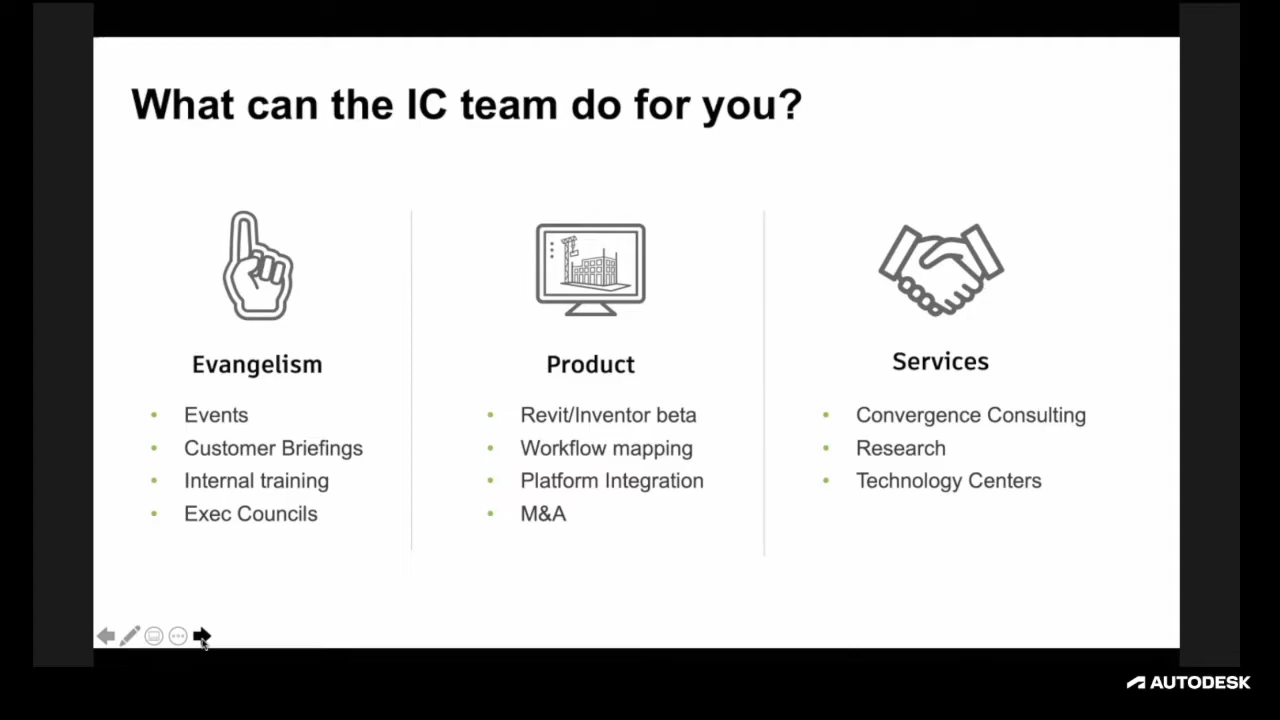 What can the IC team do for you?
Evangelism
• Events
• Customer Briefings
• Internal training
• Exec Councils
Product
• Revit/Inventor beta
• Workflow mapping
• Platform Integration
• M&A
Services
• Convergence Consulting
• Research
• Technology Centers
AUTODESK